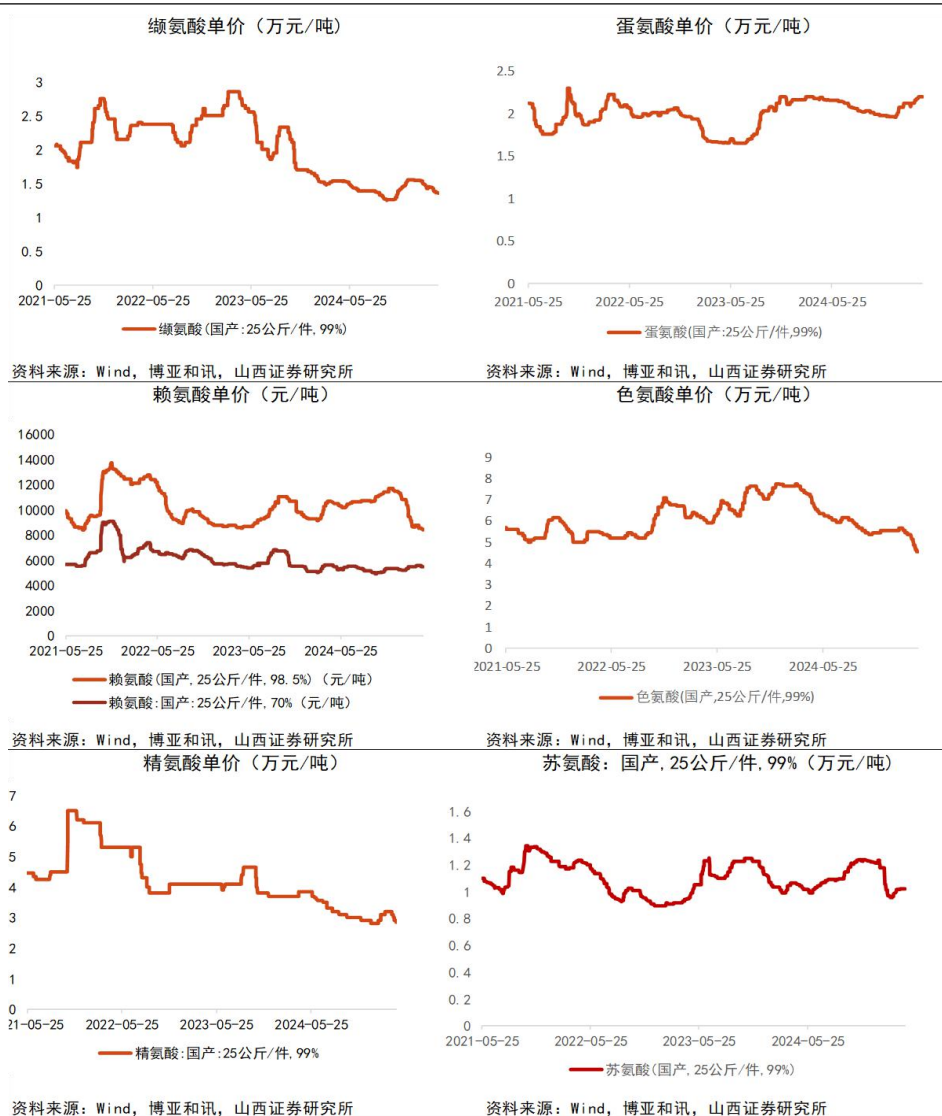 缬氨酸单价（万元/吨）
3
2.5
2
1.5
1
0.5
0
2021-05-25 2022-05-25 2023-05-25 2024-05-25
缬氨酸(国产:25公斤/件,99%)
资料来源：Wind，博亚和讯，山西证券研究所
蛋氨酸单价（万元/吨）
2.5
2
1.5
1
0.5
0
2021-05-25 2022-05-25 2023-05-25 2024-05-25
蛋氨酸(国产:25公斤/件,99%)
资料来源：Wind，博亚和讯，山西证券研究所
赖氨酸单价（元/吨）
16000
14000
12000
10000
8000
6000
4000
2000
0
2021-05-25 2022-05-25 2023-05-25 2024-05-25
赖氨酸(国产,25公斤/件,98.5%)（元/吨）
赖氨酸:国产:25公斤/件,70%（元/吨）
资料来源：Wind，博亚和讯，山西证券研究所
色氨酸单价（万元/吨）
9
8
7
6
5
4
3
2
1
0
2021-05-25 2022-05-25 2023-05-25 2024-05-25
色氨酸(国产,25公斤/件,99%)
资料来源：Wind，博亚和讯，山西证券研究所
精氨酸单价（万元/吨）
7
6
5
4
3
2
1
0
21-05-25 2022-05-25 2023-05-25 2024-05-25
精氨酸:国产:25公斤/件,99%
资料来源：Wind，博亚和讯，山西证券研究所
苏氨酸：国产,25公斤/件,99%（万元/吨）
1.6
1.4
1.2
1
0.8
0.6
0.4
0.2
0
2021-05-25 2022-05-25 2023-05-25 2024-05-25
苏氨酸(国产,25公斤/件,99%)
资料来源：Wind，博亚和讯，山西证券研究所